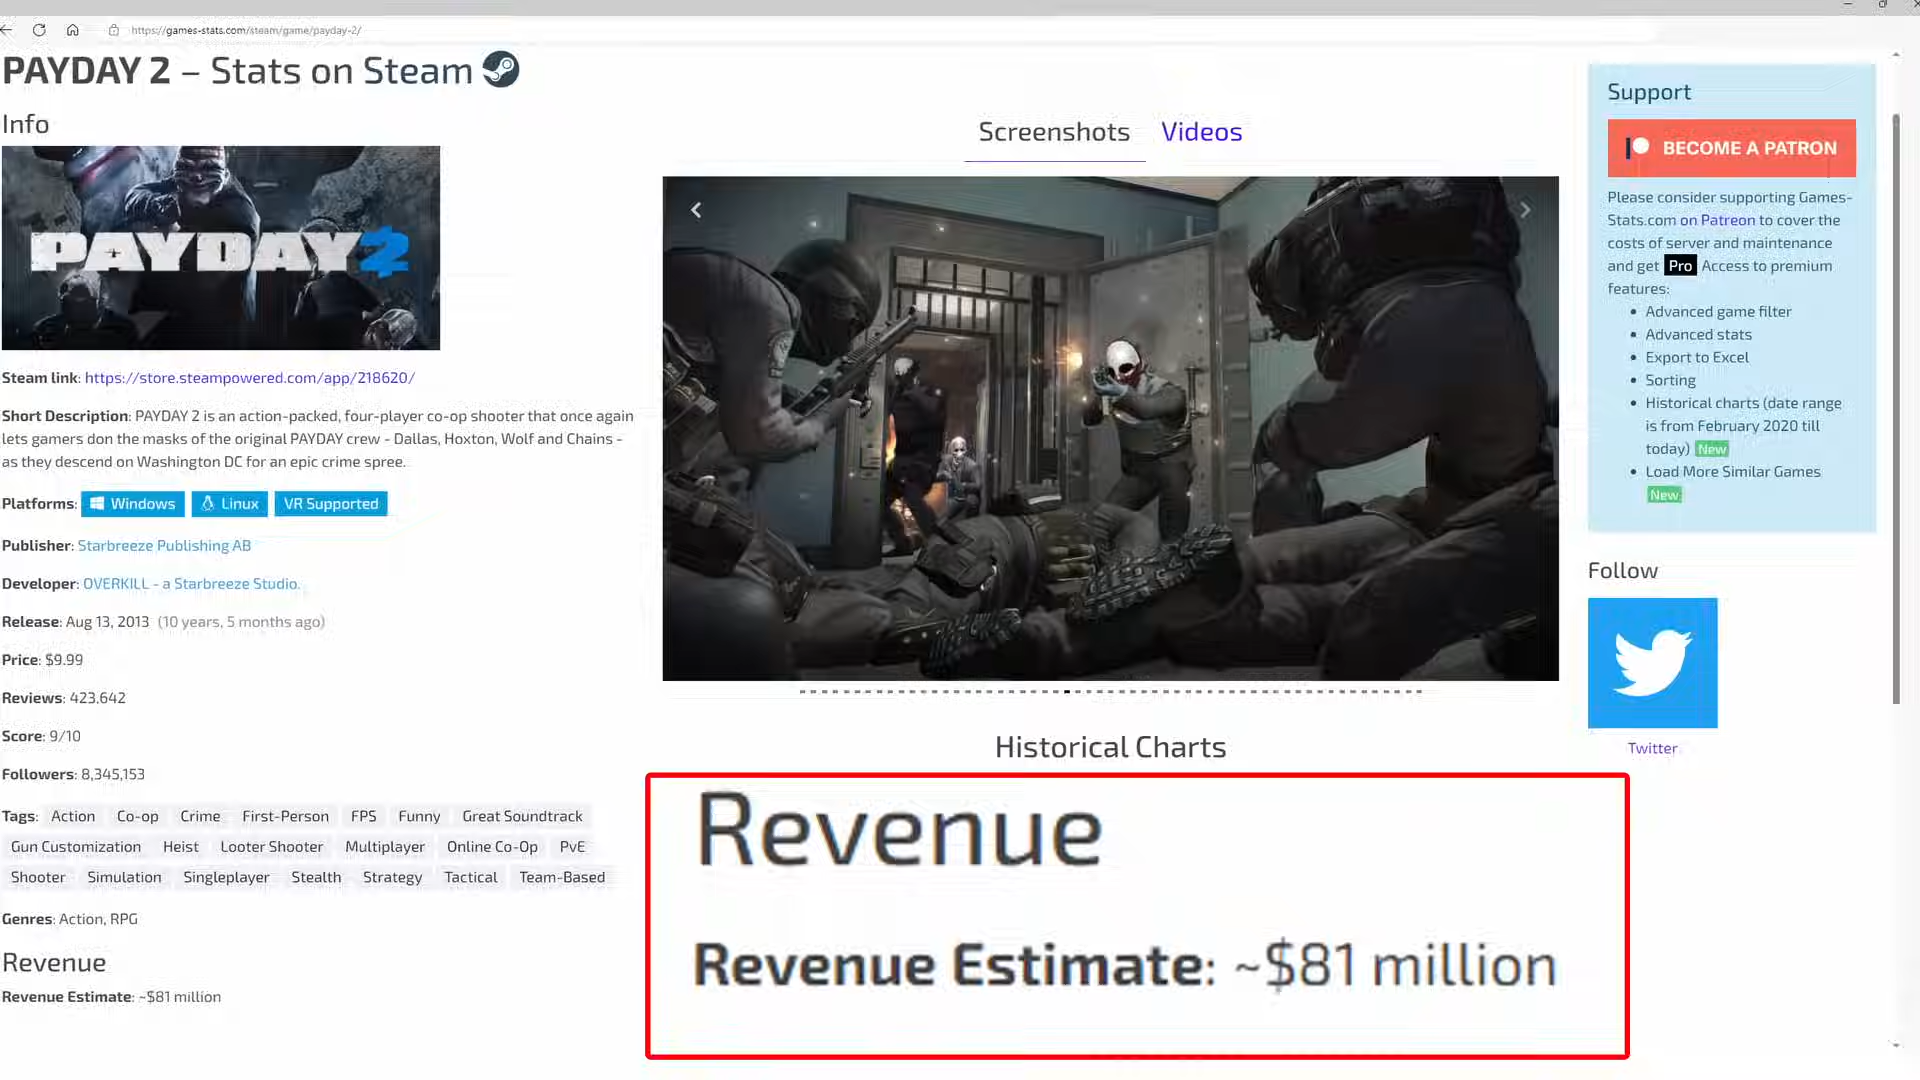 https://games-stats.com/steam/game/payday-2/
PAYDAY 2 – Stats on Steam
Info
PAYDAY 2
Steam link: https://store.steampowered.com/app/218620/
Short Description: PAYDAY 2 is an action-packed, four-player co-op shooter that once again
lets gamers don the masks of the original PAYDAY crew - Dallas, Hoxton, Wolf and Chains -
as they descend on Washington DC for an epic crime spree.
Platforms: Windows Linux VR Supported
Publisher: Starbreeze Publishing AB
Developer: OVERKILL - a Starbreeze Studio.
Release: Aug 13, 2013 (10 years, 5 months ago)
Price: $9.99
Reviews: 423,642
Score: 9/10
Followers: 8,345,153
Tags: Action Co-op Crime First-Person FPS Funny Great Soundtrack
Gun Customization Heist Looter Shooter Multiplayer Online Co-Op PvE
Shooter Simulation Singleplayer Stealth Strategy Tactical Team-Based
Genres: Action, RPG
Revenue
Revenue Estimate: ~$81 million
Screenshots Videos
Historical Charts
Revenue
Revenue Estimate: ~$81 million
Support
BECOME A PATRON
Please consider supporting Games-
Stats.com on Patreon to cover the
costs of server and maintenance
and get Pro Access to premium
features:
Advanced game filter
Advanced stats
Export to Excel
Sorting
Historical charts (date range
is from February 2020 till
today) New
Load More Similar Games
New
Follow
Twitter